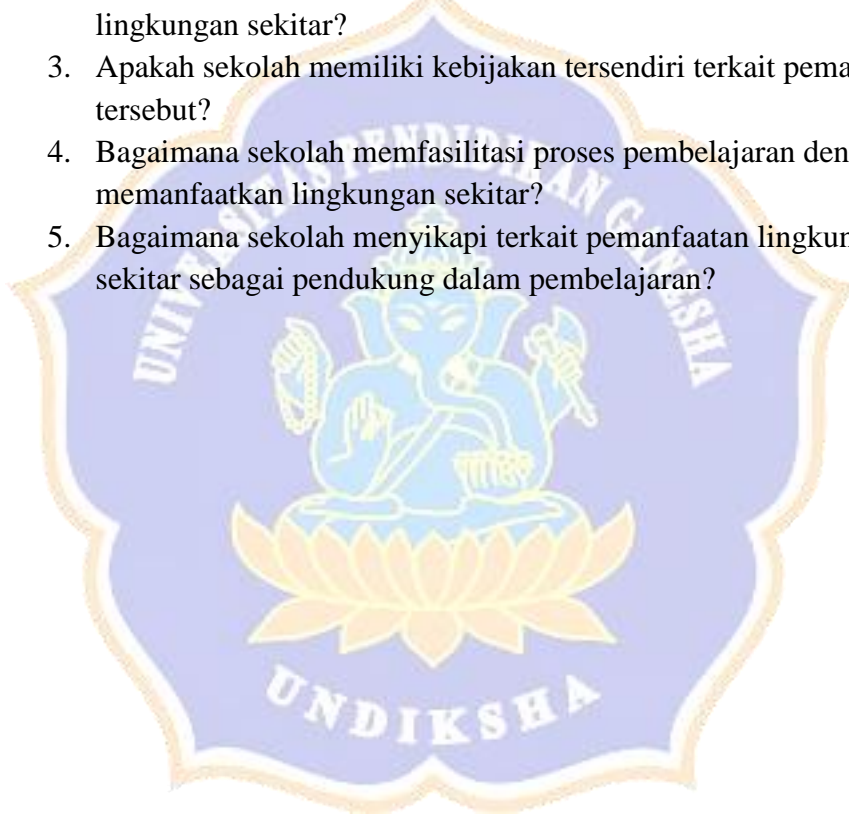 lingkungan sekitar?
3. Apakah sekolah memiliki kebijakan tersendiri terkait pema
tersebut?
4. Bagaimana sekolah memfasilitasi proses pembelajaran den
memanfaatkan lingkungan sekitar?
5. Bagaimana sekolah menyikapi terkait pemanfaatan lingkun
sekitar sebagai pendukung dalam pembelajaran?
UNIVERSITAS PENDIDIKAN GANESHA
UNDIKSHA